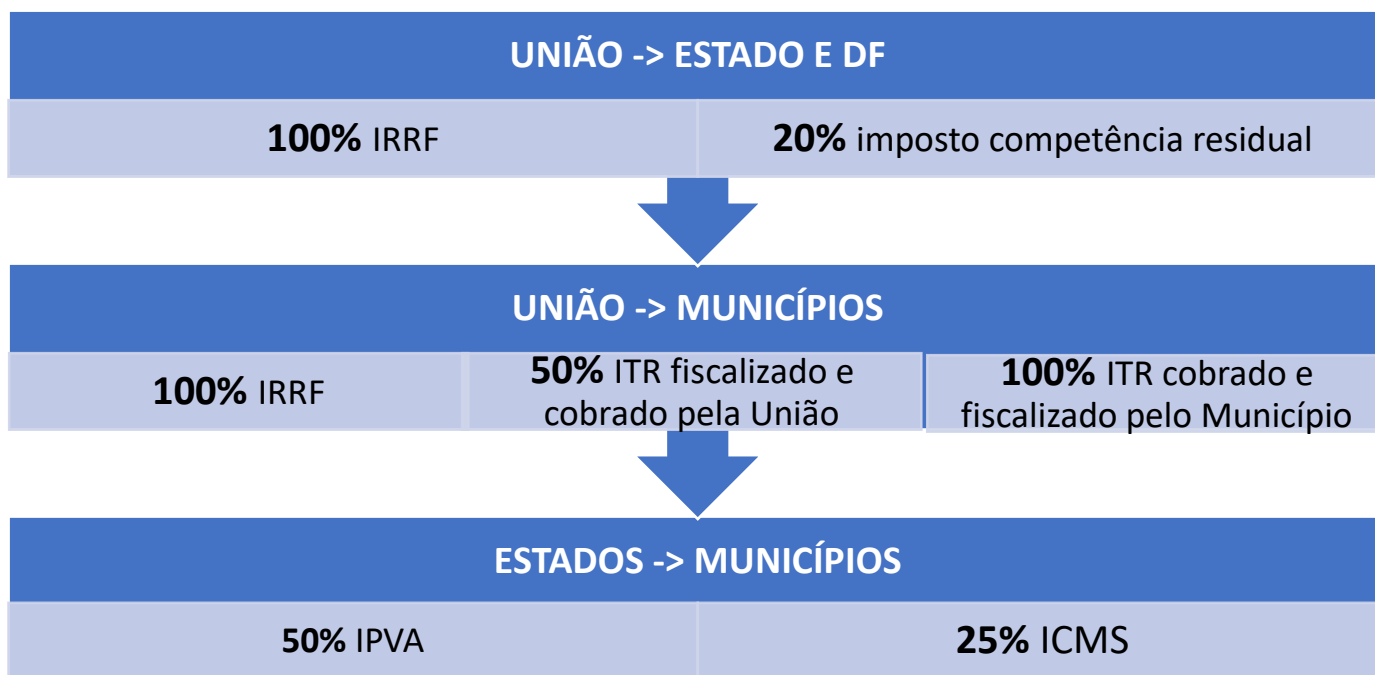 UNIÃO -> ESTADO E DF
100% IRRF
20% imposto competência residual
UNIÃO -> MUNICÍPIOS
100% IRRF
50% ITR fiscalizado e
cobrado pela União
100% ITR cobrado e
fiscalizado pelo Município
ESTADOS -> MUNICÍPIOS
50% IPVA
25% ICMS